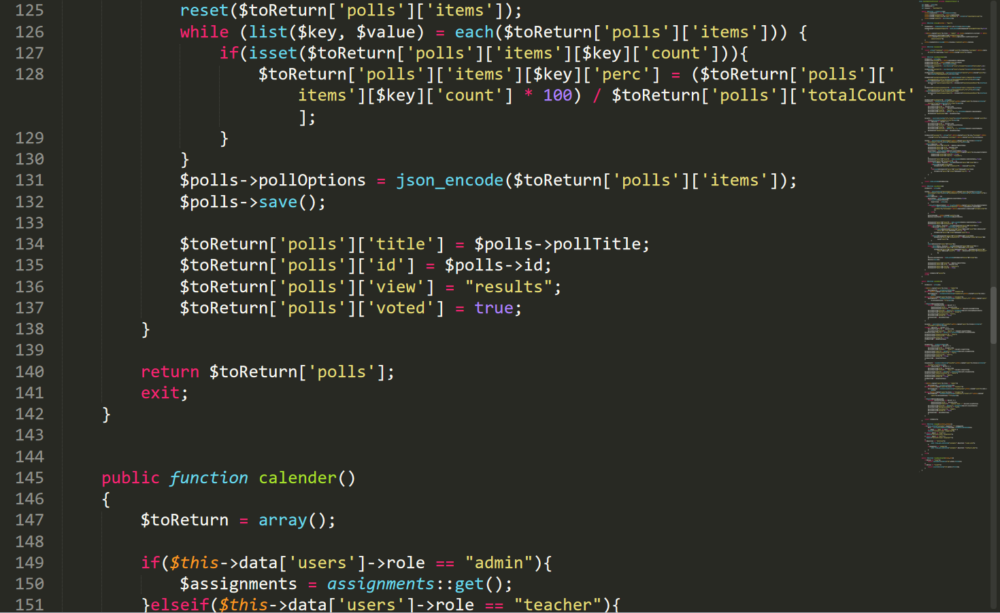 125 reset($toReturn['polls']['items']);
126 while (list($key, $value) = each($toReturn['polls']['items'])) {
127 if(isset($toReturn['polls']['items'][$key]['count'])){
128 $toReturn['polls']['items'][$key]['perc'] = ($toReturn['polls']['
items'][$key]['count'] * 100) / $toReturn['polls']['totalCount'
];
129 }
130 }
131 $polls->pollOptions = json_encode($toReturn['polls']['items']);
132 $polls->save();
133
134 $toReturn['polls']['title'] = $polls->pollTitle;
135 $toReturn['polls']['id'] = $polls->id;
136 $toReturn['polls']['view'] = "results";
137 $toReturn['polls']['voted'] = true;
138 }
139
140 return $toReturn['polls'];
141 exit;
142 }
143
144
145 public function calender()
146 {
147 $toReturn = array();
148
149 if($this->data['users']->role == "admin"){
150 $assignments = assignments::get();
151 }elseif($this->data['users']->role == "teacher"){